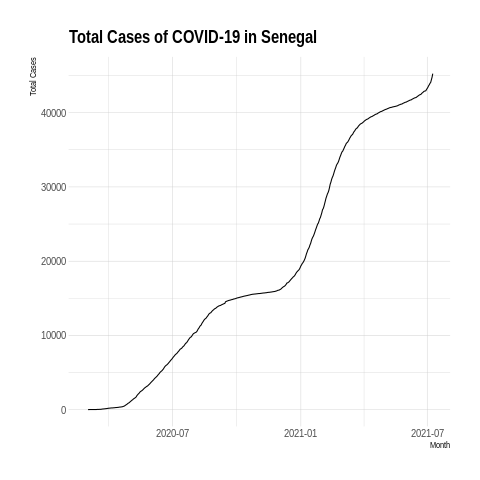 Total Cases of COVID-19 in Senegal
Total Cases
40000
30000
20000
10000
0
2020-07 2021-01 2021-07
Month